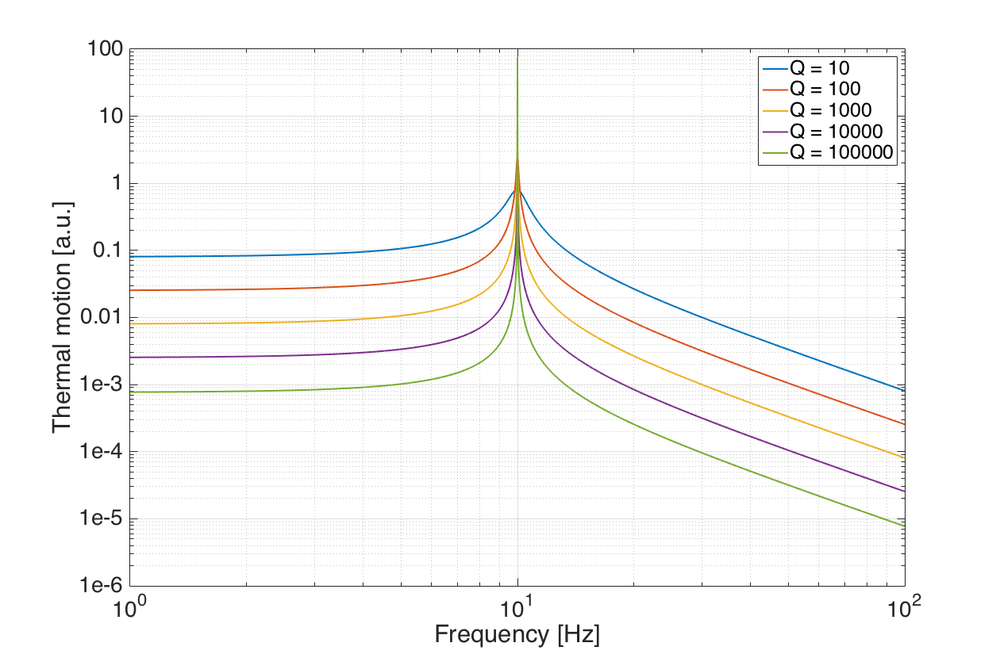 100
10
1
0.1
0.01
1e-3
1e-4
1e-5
1e-6
Thermal motion [a.u.]
Q = 10
Q = 100
Q = 1000
Q = 10000
Q = 100000
10^0
10^1
10^2
Frequency [Hz]